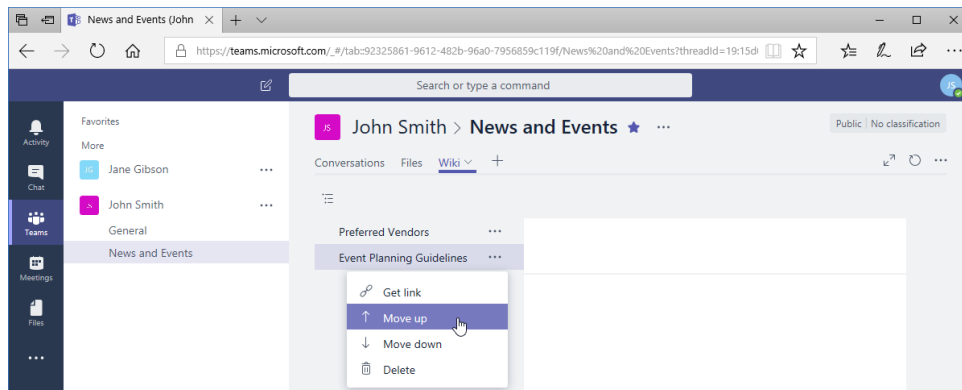 News and Events (John
https://teams.microsoft.com/_#/tab::92325861-9612-482b-96a0-7956859c119f/News%20and%20Events?threadId=19:15d
Search or type a command
JS
Activity
Chat
Teams
Meetings
Files
Favorites
More
JG Jane Gibson
JS John Smith
General
News and Events
JS John Smith > News and Events
Public No classification
Conversations Files Wiki
Preferred Vendors
Event Planning Guidelines
Get link
Move up
Move down
Delete